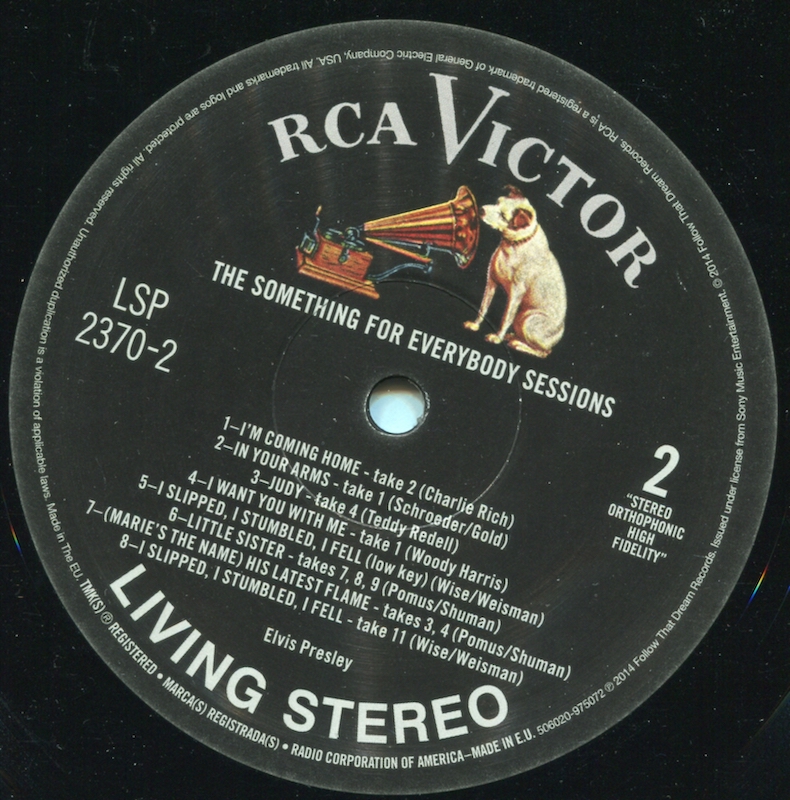 RCA VICTOR
THE SOMETHING FOR EVERYBODY SESSIONS
LSP
2370-2
2
"STEREO
ORTHOPHONIC
HIGH
FIDELITY"
1–I'M COMING HOME - take 2 (Charlie Rich)
2–IN YOUR ARMS - take 1 (Schroeder/Gold)
3–JUDY - take 4 (Teddy Redell)
4–I WANT YOU WITH ME - take 1 (Woody Harris)
5–I SLIPPED, I STUMBLED, I FELL (low key) (Wise/Weisman)
6–LITTLE SISTER - takes 7, 8, 9 (Pomus/Shuman)
7–(MARIE'S THE NAME) HIS LATEST FLAME - takes 3, 4 (Pomus/Shuman)
8–I SLIPPED, I STUMBLED, I FELL - take 11 (Wise/Weisman)
Elvis Presley
LIVING STEREO
TMK(S) ® REGISTERED • MARCA(S) REGISTRADA(S) • RADIO CORPORATION OF AMERICA–MADE IN E.U. 506020-975072 ℗ 2014 Follow That Dream Records. Issued under license from Sony Music Entertainment. © 2014 Follow That Dream Records. RCA is a registered trademark of General Electric Company, USA. All trademarks and logos are protected. All rights reserved. Unauthorized duplication is a violation of applicable laws. Made in The EU.